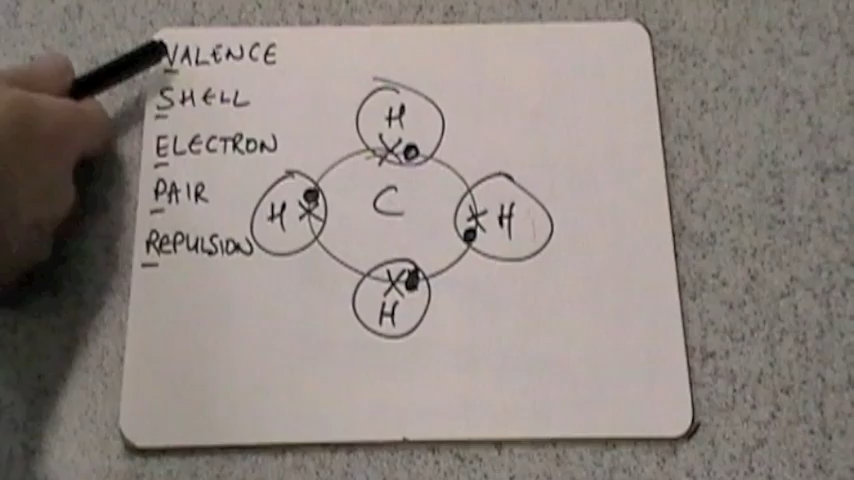 VALENCE
SHELL
ELECTRON
PAIR
REPULSION
H
X
C
H X
X H
X
H